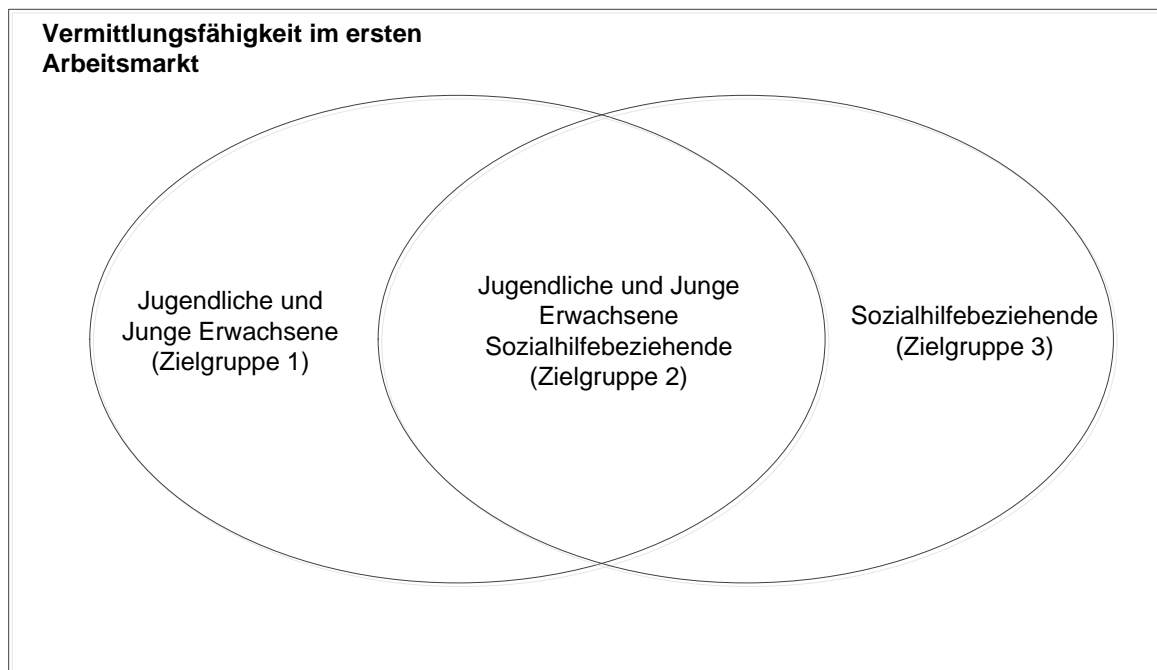 Vermittlungsfähigkeit im ersten
Arbeitsmarkt
Jugendliche und
Junge Erwachsene
(Zielgruppe 1)
Jugendliche und Junge
Erwachsene
Sozialhilfebeziehende
(Zielgruppe 2)
Sozialhilfebeziehende
(Zielgruppe 3)